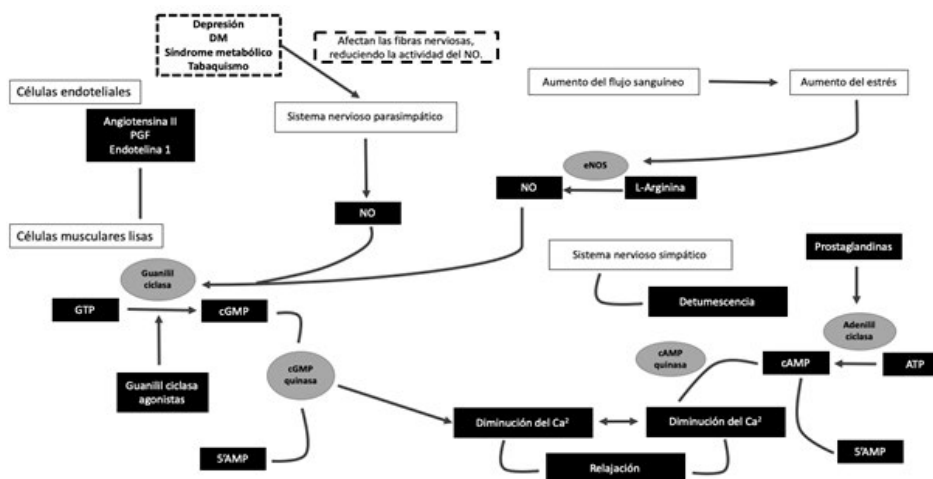 Depresión
DM
Síndrome metabólico
Tabaquismo
Afectan las fibras nerviosas,
reduciendo la actividad del NO.
Células endoteliales
Angiotensina II
PGF
Endotelina 1
Sistema nervioso parasimpático
Aumento del flujo sanguíneo
Aumento del estrés
eNOS
NO
L-Arginina
NO
Células musculares lisas
Guanilil
ciclasa
GTP
cGMP
Guanilil ciclasa
agonistas
cGMP
quinasa
5'AMP
Sistema nervioso simpático
Detumescencia
Prostaglandinas
Adenilil
ciclasa
cAMP
quinasa
cAMP
ATP
Diminución del Ca²
Diminución del Ca²
Relajación
5'AMP